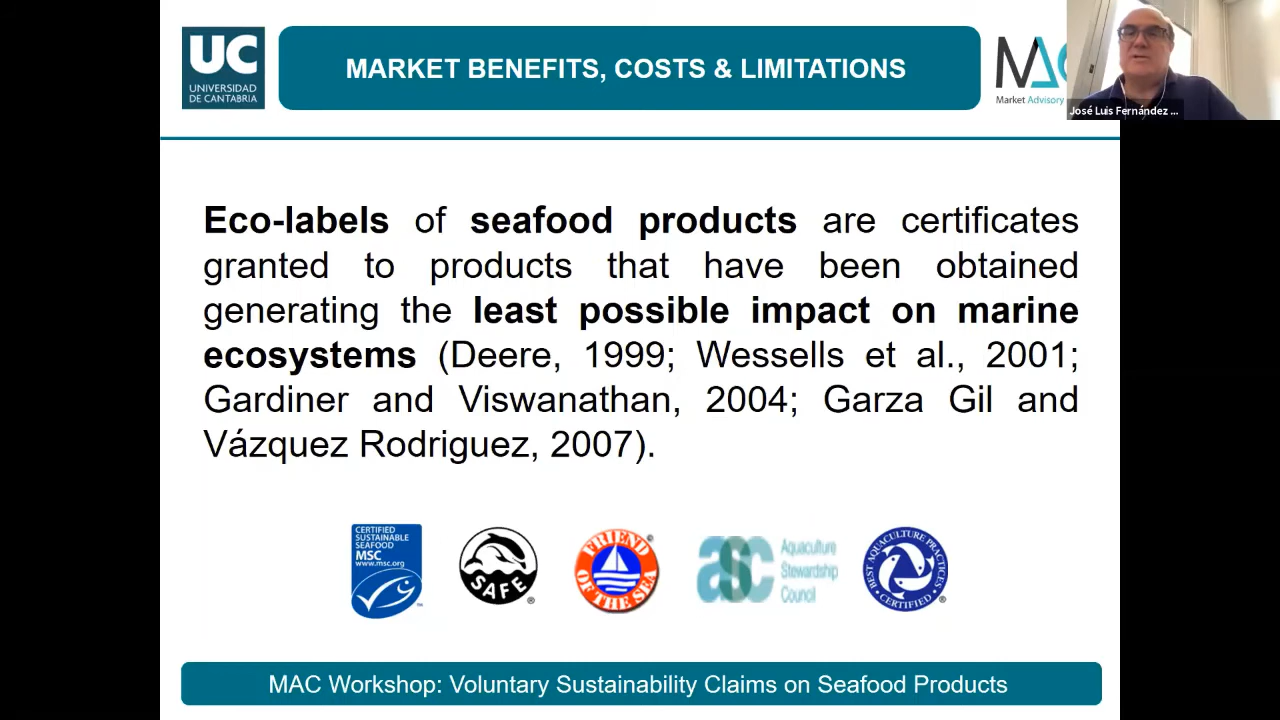 UC
UNIVERSIDAD
DE CANTABRIA
MARKET BENEFITS, COSTS & LIMITATIONS
MAC
Market Advisory
José Luis Fernández ...
Eco-labels of seafood products are certificates
granted to products that have been obtained
generating the least possible impact on marine
ecosystems (Deere, 1999; Wessells et al., 2001;
Gardiner and Viswanathan, 2004; Garza Gil and
Vázquez Rodriguez, 2007).
CERTIFIED
SUSTAINABLE
SEAFOOD
MSC
www.msc.org
™
SAFE
®
FRIEND
OF THE SEA
®
asc
Aquaculture
Stewardship
Council
BEST AQUACULTURE PRACTICES
CERTIFIED
®
MAC Workshop: Voluntary Sustainability Claims on Seafood Products